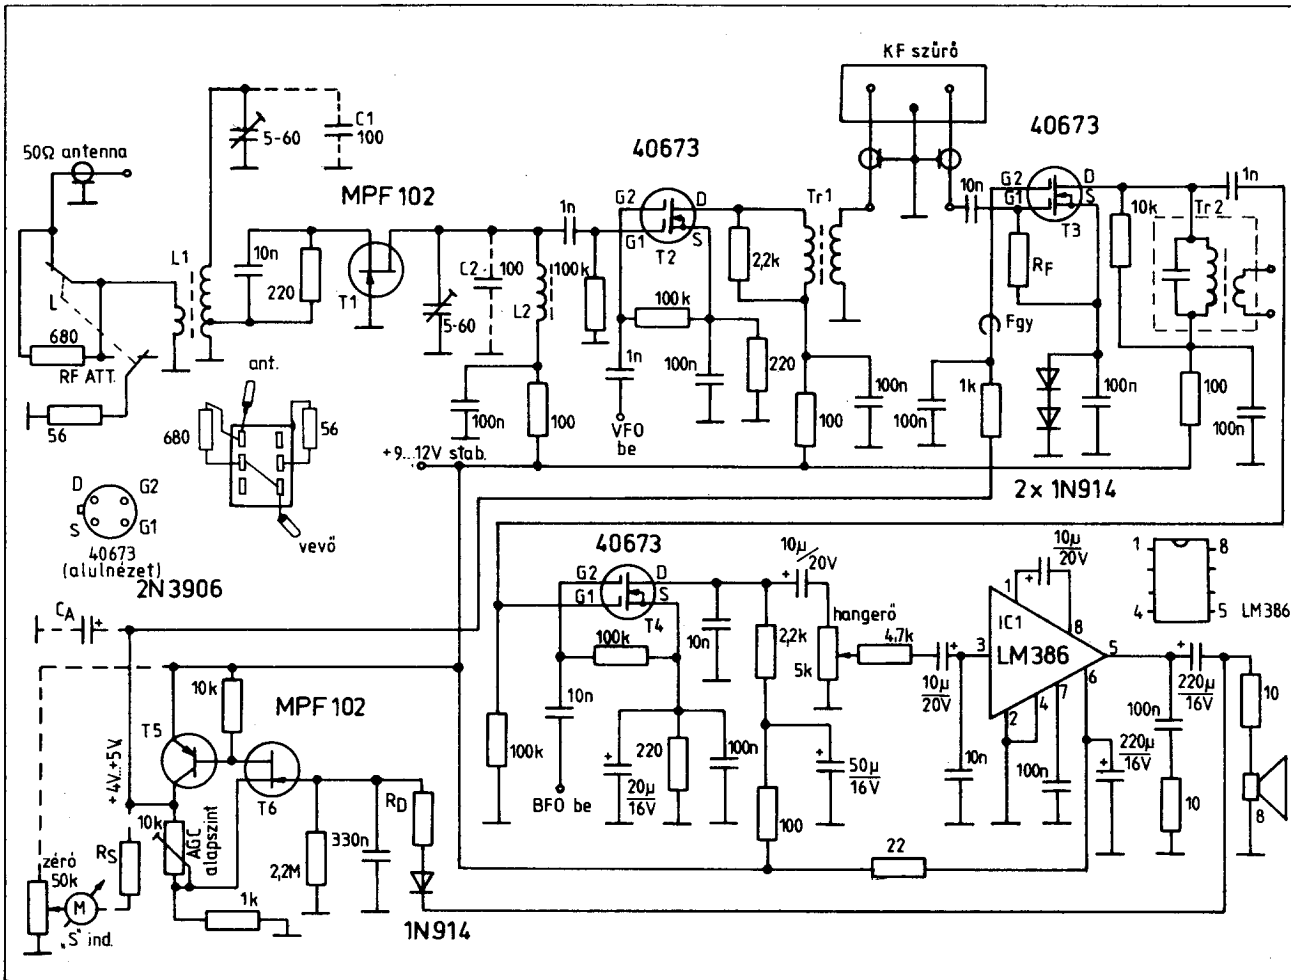 KF szűrő
C1
100
5-60
50Ω antenna
MPF 102
40673
40673
G2
D
G1
S
T2
Tr1
10n
G2
G1
D
S
T3
1n
10k
Tr 2
L1
10n
220
T1
1n
C2
100
5-60
L2
100k
2,2k
RF
Fgy
L
680
RF ATT.
56
100k
1n
100n
220
100n
100
VFO
be
100n
100
100n
1k
100n
100
100n
ant.
680
56
vevő
+9...12V stab.
2 x 1N914
D
G2
S
G1
40673
(alulnézet)
2N3906
CA
+
40673
G2
D
G1
S
T4
10µ/20V
+
10n
100k
10n
2,2k
hangerő
5k
4,7k
10µ/20V
+
IC1
LM386
1
8
3
5
2
4
7
6
10µ/20V
+
1
8
4
5
LM386
220µ/16V
+
10
100n
10
8
220µ/16V
+
10n
100n
100k
BFO be
20µ/16V
+
220
100n
50µ/16V
+
100
22
10k
MPF 102
T5
T6
+4V..+5V
10k
AGC
alapszint
RS
zéró
50k
M
"S" ind.
1k
2,2M
330n
RD
1N914